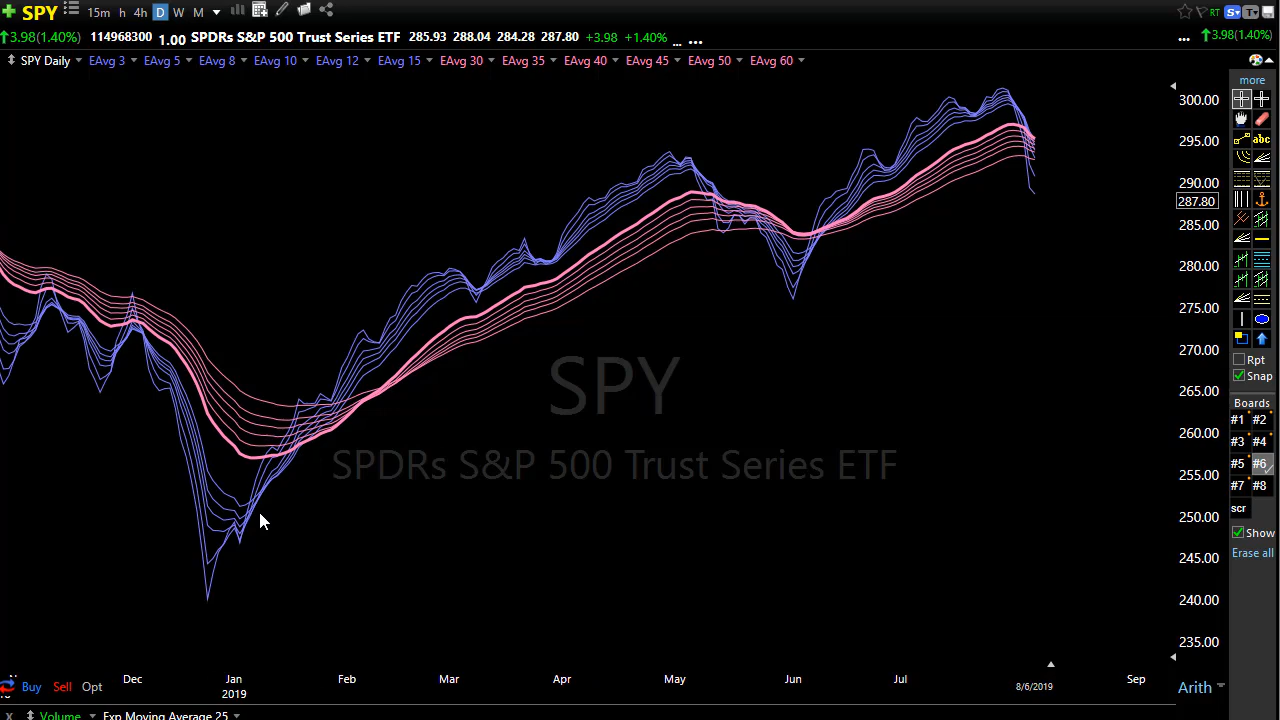 SPY 15m h 4h D W M RT S T
3.98(1.40%) 114968300 1.00 SPDRs S&P 500 Trust Series ETF 285.93 288.04 284.28 287.80 +3.98 +1.40% ... ... ... 3.98(1.40%)
SPY Daily EAvg 3 EAvg 5 EAvg 8 EAvg 10 EAvg 12 EAvg 15 EAvg 30 EAvg 35 EAvg 40 EAvg 45 EAvg 50 EAvg 60
more
abc
300.00
295.00
290.00
287.80
285.00
280.00
275.00
270.00
265.00
260.00
255.00
250.00
245.00
240.00
235.00
SPY
SPDRs S&P 500 Trust Series ETF
Rpt
Snap
Boards
#1 #2
#3 #4
#5 #6
#7 #8
scr
Show
Erase all
Dec Jan Feb Mar Apr May Jun Jul Sep
2019 8/6/2019
Buy Sell Opt Arith
x Volume Exp Moving Average 25